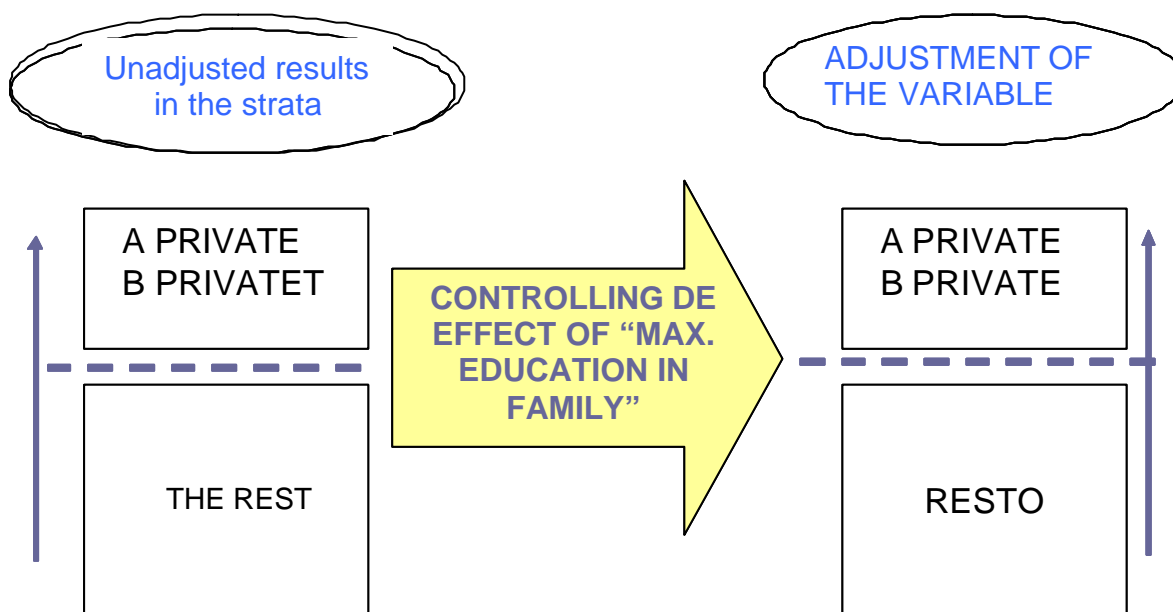 Unadjusted results
in the strata
ADJUSTMENT OF
THE VARIABLE
A PRIVATE
B PRIVATET
CONTROLLING DE
EFFECT OF “MAX.
EDUCATION IN
FAMILY”
A PRIVATE
B PRIVATE
THE REST
RESTO